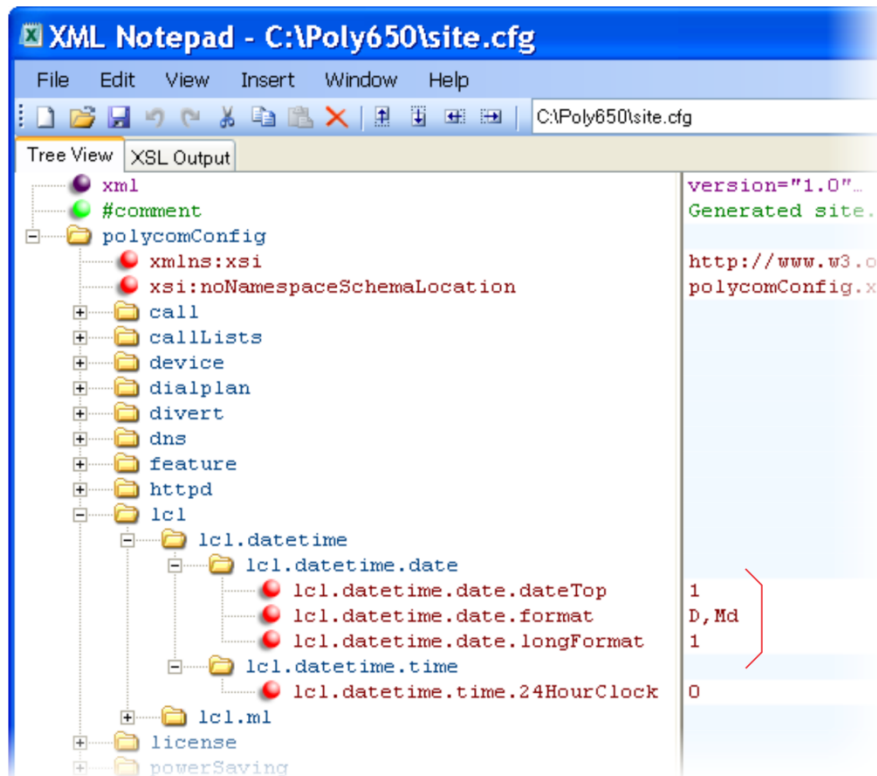 XML Notepad - C:\Poly650\site.cfg
File Edit View Insert Window Help
C:\Poly650\site.cfg
Tree View XSL Output
xml version="1.0"…
#comment Generated site.
polycomConfig
xmlns:xsi http://www.w3.o
xsi:noNamespaceSchemaLocation polycomConfig.x
call
callLists
device
dialplan
divert
dns
feature
httpd
lcl
lcl.datetime
lcl.datetime.date
lcl.datetime.date.dateTop 1
lcl.datetime.date.format D,Md
lcl.datetime.date.longFormat 1
lcl.datetime.time
lcl.datetime.time.24HourClock 0
lcl.ml
license
powerSaving